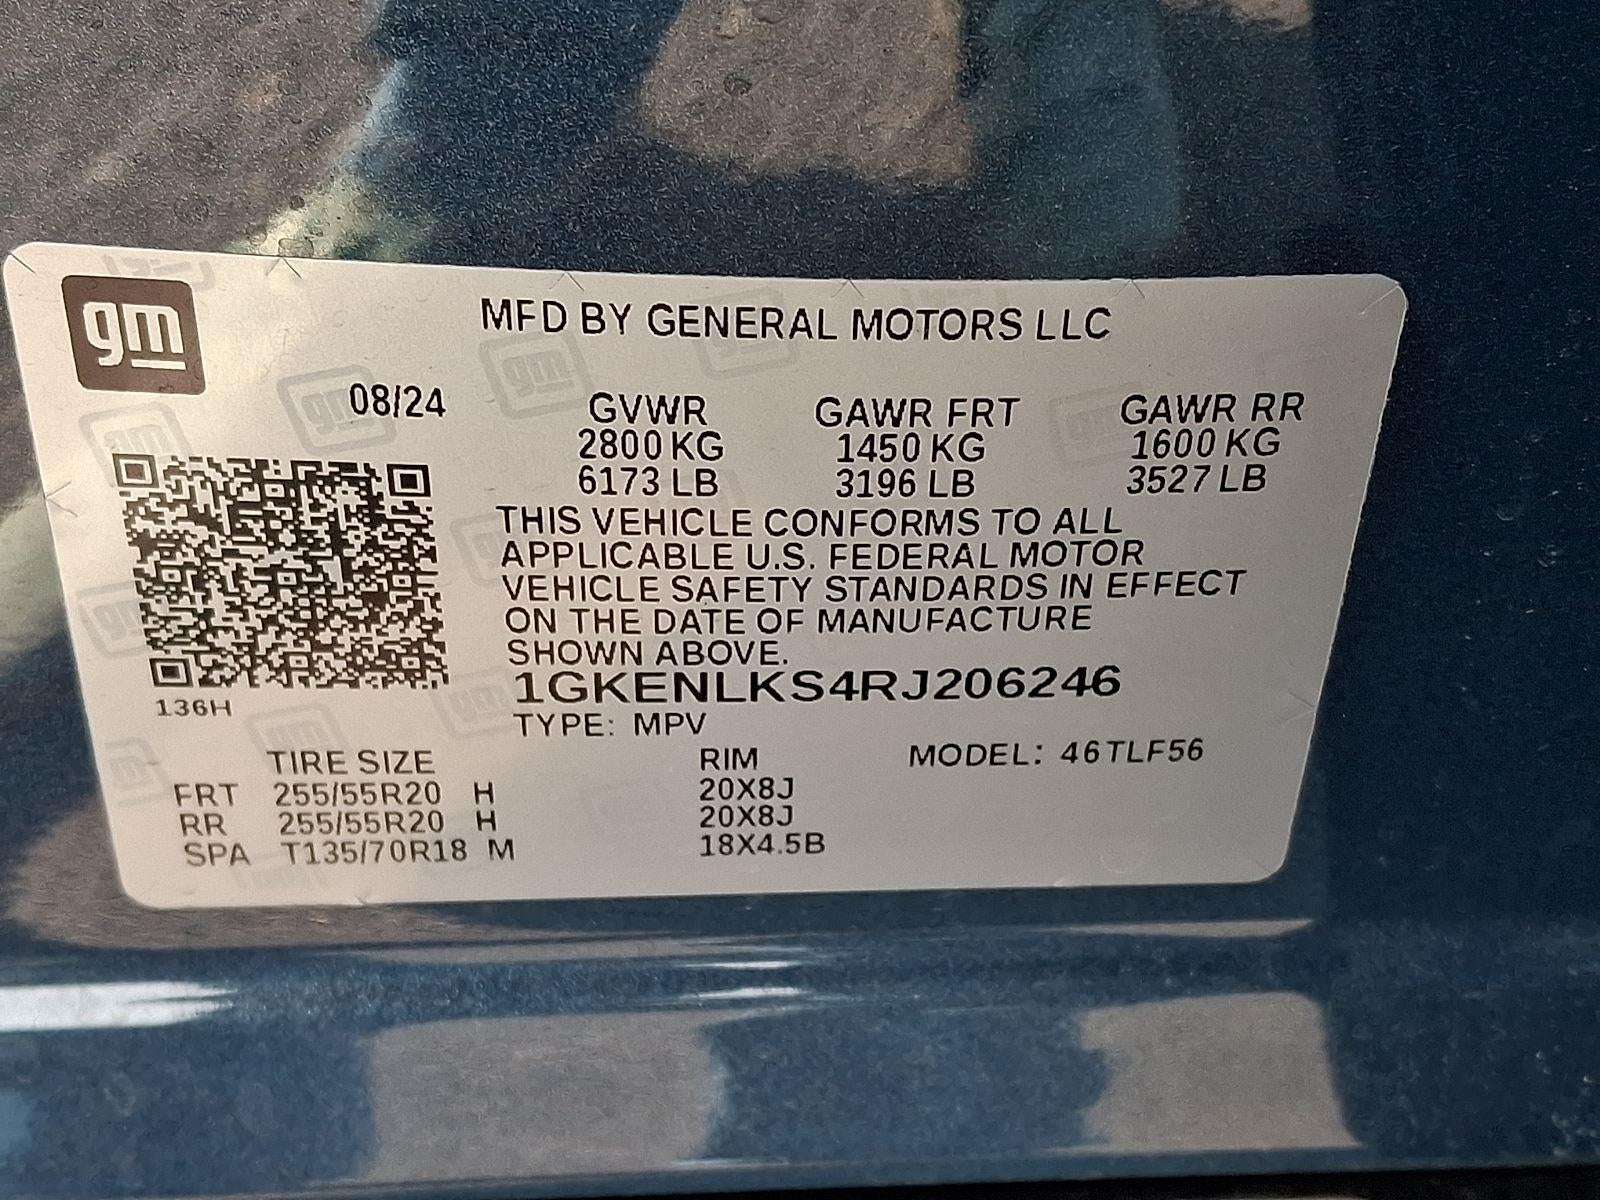 gm
MFD BY GENERAL MOTORS LLC
08/24
GVWR GAWR FRT GAWR RR
2800 KG 1450 KG 1600 KG
6173 LB 3196 LB 3527 LB
THIS VEHICLE CONFORMS TO ALL
APPLICABLE U.S. FEDERAL MOTOR
VEHICLE SAFETY STANDARDS IN EFFECT
ON THE DATE OF MANUFACTURE
SHOWN ABOVE.
1GKENLKS4RJ206246
136H
TYPE: MPV
TIRE SIZE RIM MODEL: 46TLF56
FRT 255/55R20 H 20X8J
RR 255/55R20 H 20X8J
SPA T135/70R18 M 18X4.5B